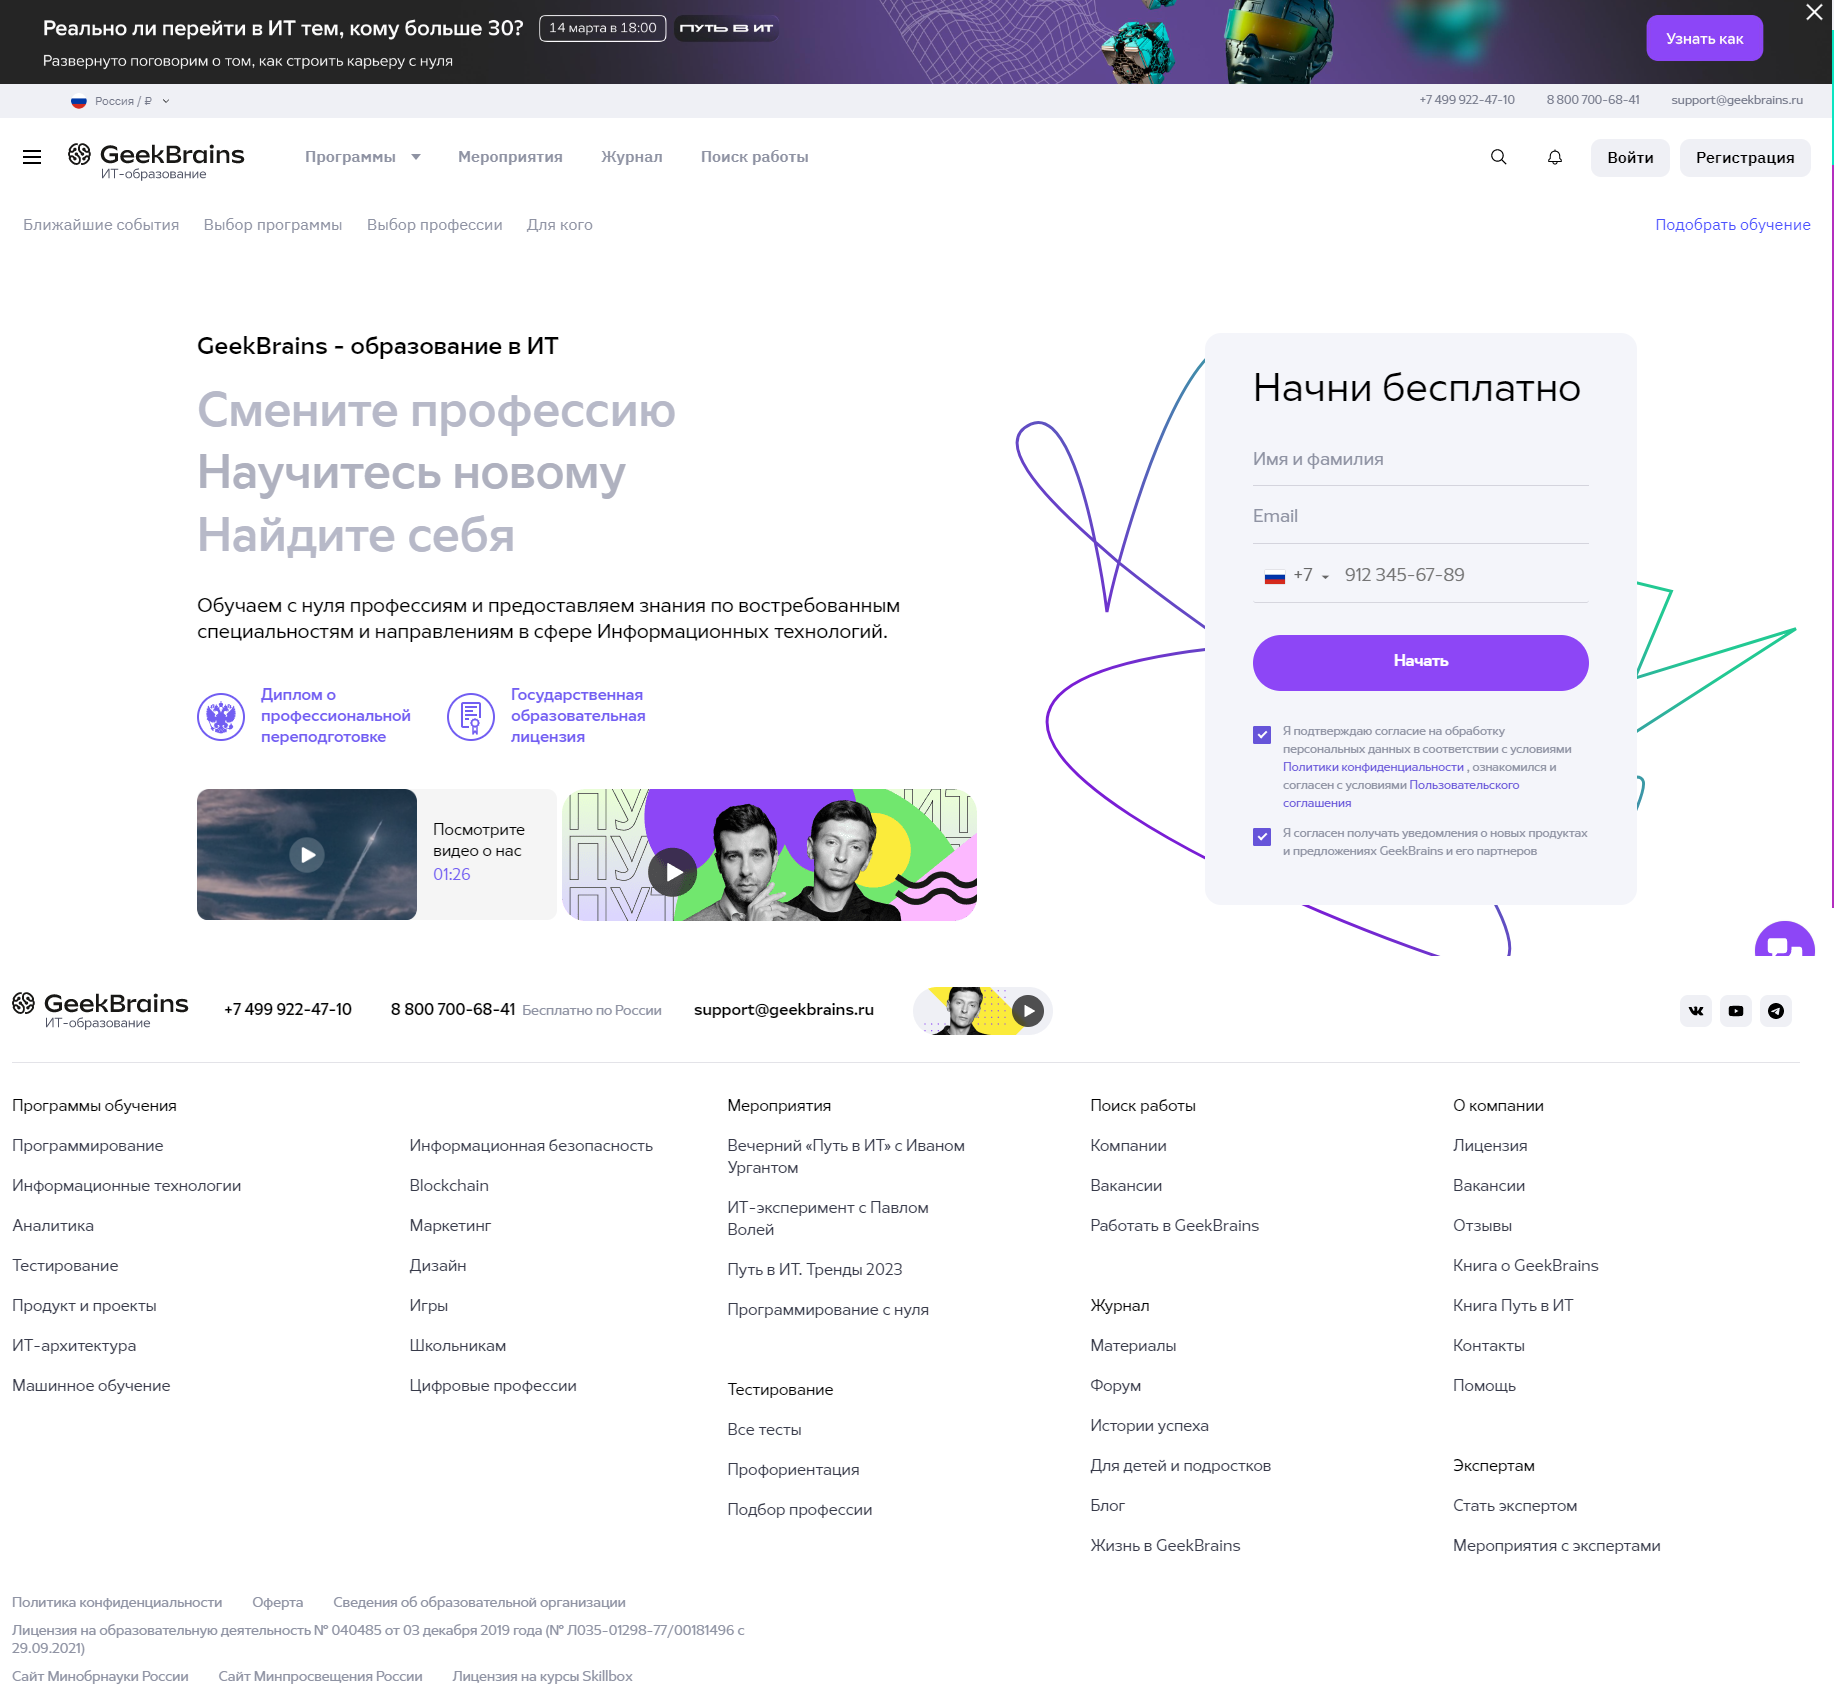 Реально ли перейти в ИТ тем, кому больше 30?
14 марта в 18:00
ПУТЬ В ИТ
Развернуто поговорим о том, как строить карьеру с нуля
Узнать как
Россия / ₽
+7 499 922-47-10
8 800 700-68-41
support@geekbrains.ru
GeekBrains
ИТ-образование
Программы
Мероприятия
Журнал
Поиск работы
Войти
Регистрация
Ближайшие события
Выбор программы
Выбор профессии
Для кого
Подобрать обучение
GeekBrains - образование в ИТ
Смените профессию
Научитесь новому
Найдите себя
Обучаем с нуля профессиям и предоставляем знания по востребованным
специальностям и направлениям в сфере Информационных технологий.
Диплом о
профессиональной
переподготовке
Государственная
образовательная
лицензия
Посмотрите
видео о нас
01:26
ПУ
ИТ
ПУ
ПУТ
Начни бесплатно
Имя и фамилия
Email
+7
912 345-67-89
Начать
Я подтверждаю согласие на обработку
персональных данных в соответствии с условиями
Политики конфиденциальности , ознакомился и
согласен с условиями Пользовательского
соглашения
Я согласен получать уведомления о новых продуктах
и предложениях GeekBrains и его партнеров
GeekBrains
ИТ-образование
+7 499 922-47-10
8 800 700-68-41 Бесплатно по России
support@geekbrains.ru
Программы обучения
Программирование
Информационные технологии
Аналитика
Тестирование
Продукт и проекты
ИТ-архитектура
Машинное обучение
Информационная безопасность
Blockchain
Маркетинг
Дизайн
Игры
Школьникам
Цифровые профессии
Мероприятия
Вечерний «Путь в ИТ» с Иваном
Ургантом
ИТ-эксперимент с Павлом
Волей
Путь в ИТ. Тренды 2023
Программирование с нуля
Тестирование
Все тесты
Профориентация
Подбор профессии
Поиск работы
Компании
Вакансии
Работать в GeekBrains
Журнал
Материалы
Форум
Истории успеха
Для детей и подростков
Блог
Жизнь в GeekBrains
О компании
Лицензия
Вакансии
Отзывы
Книга о GeekBrains
Книга Путь в ИТ
Контакты
Помощь
Экспертам
Стать экспертом
Мероприятия с экспертами
Политика конфиденциальности
Оферта
Сведения об образовательной организации
Лицензия на образовательную деятельность № 040485 от 03 декабря 2019 года (№ Л035-01298-77/00181496 с
29.09.2021)
Сайт Минобрнауки России
Сайт Минпросвещения России
Лицензия на курсы Skillbox